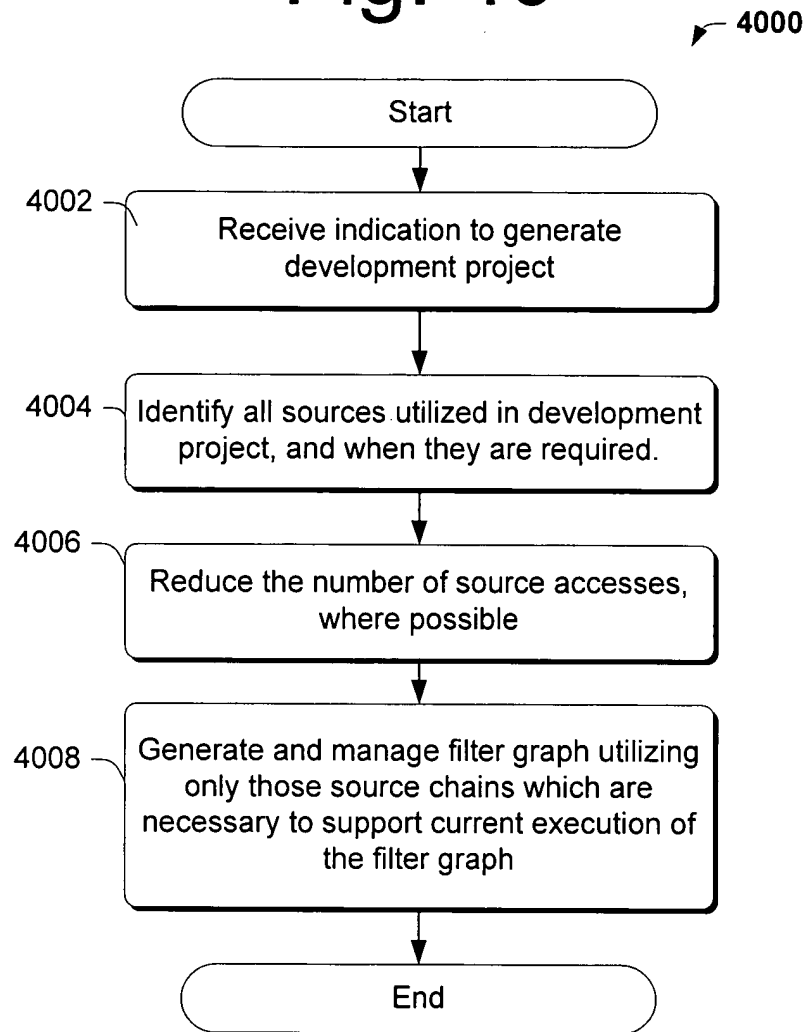 Fig.
4000
Start
4002
Receive indication to generate
development project
4004
Identify all sources utilized in development
project, and when they are required.
4006
Reduce the number of source accesses,
where possible
4008
Generate and manage filter graph utilizing
only those source chains which are
necessary to support current execution of
the filter graph
End